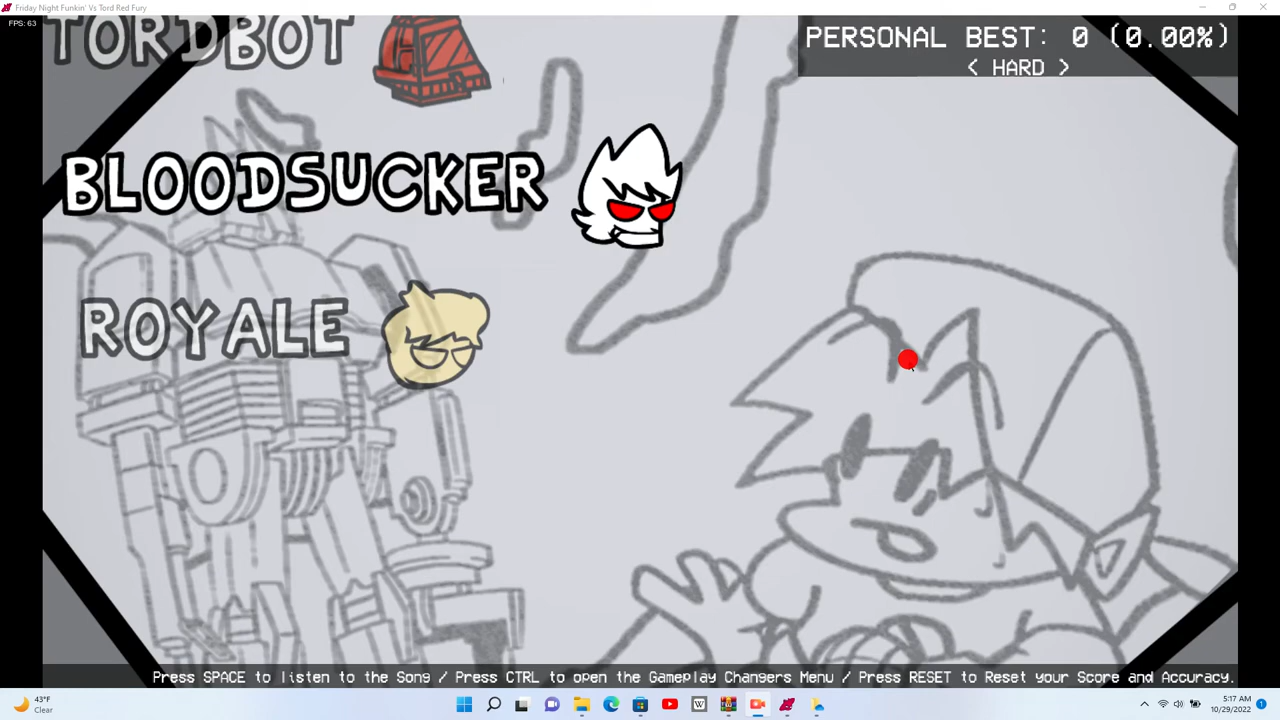 Friday Night Funkin' Vs Tord Red Fury
FPS: 63
TORDBOT
PERSONAL BEST: 0 (0.00%)
< HARD >
BLOODSUCKER
ROYALE
Press SPACE to listen to the Song / Press CTRL to open the Gameplay Changers Menu / Press RESET to Reset your Score and Accuracy.
43°F
Clear
W
5:17 AM
10/29/2022
1